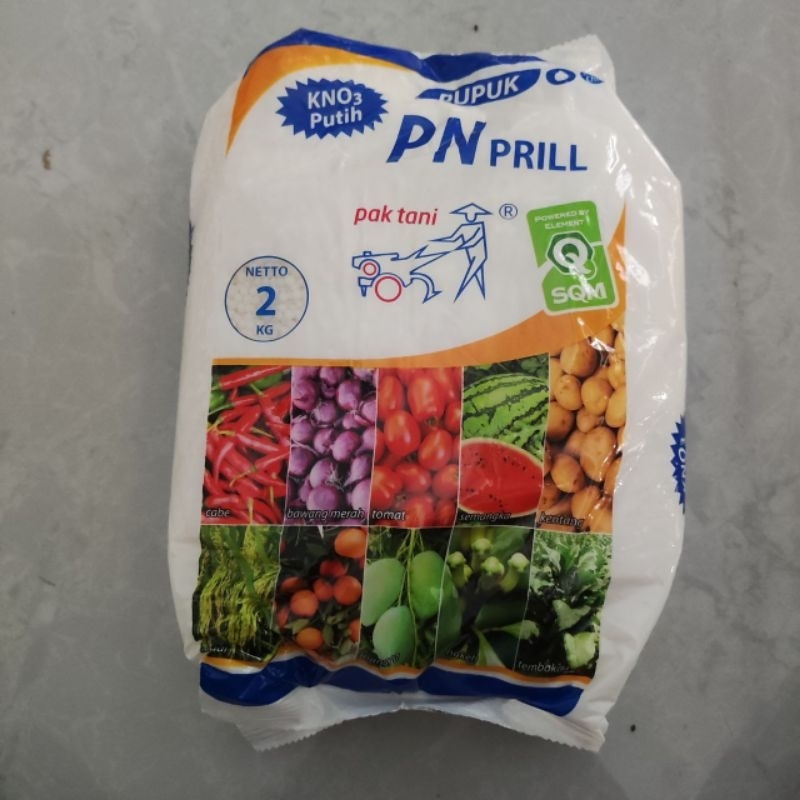 KNO3
Putih
PUPUK
PN PRILL
pak tani ®
POWERED BY
ELEMENT
Q
SQM
NETTO
2
KG
cabe
bawang merah
tomat
semangka
kentang